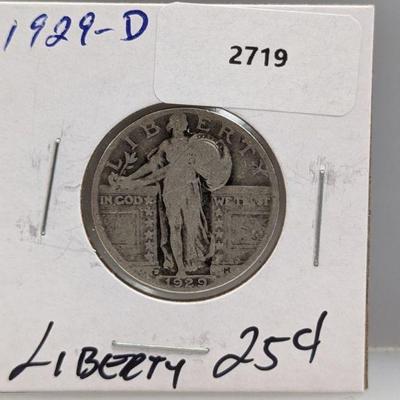 1929-D
2719
LIBERTY
IN GOD WE TRUST
M
1929
LIBERTY 25¢